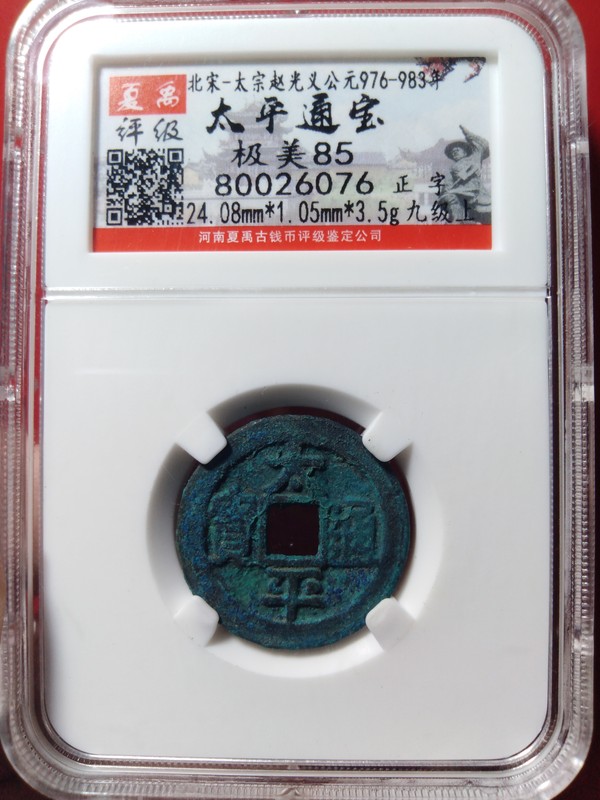 夏禹
评级
北宋-太宗赵光义公元976-983年
太平通宝
极美85
80026076 正字
24.08mm*1.05mm*3.5g 九级上
河南夏禹古钱币评级鉴定公司
太
寳 通
平